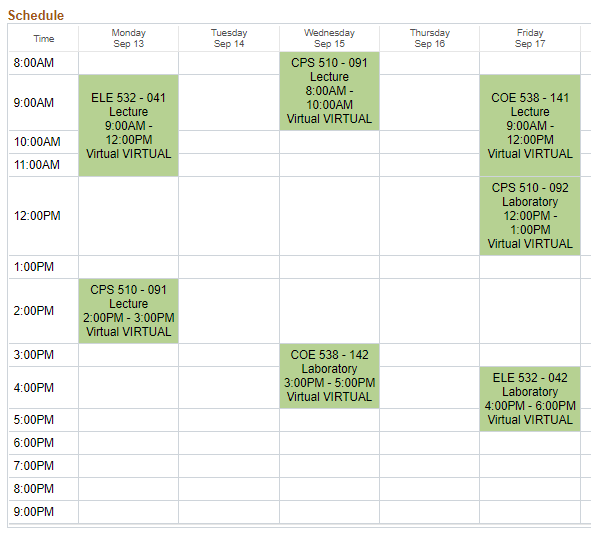 Schedule
Time
Monday
Sep 13
Tuesday
Sep 14
Wednesday
Sep 15
Thursday
Sep 16
Friday
Sep 17
8:00AM
CPS 510 - 091
Lecture
8:00AM -
10:00AM
Virtual VIRTUAL
9:00AM
ELE 532 - 041
Lecture
9:00AM -
12:00PM
Virtual VIRTUAL
COE 538 - 141
Lecture
9:00AM -
12:00PM
Virtual VIRTUAL
10:00AM
11:00AM
12:00PM
CPS 510 - 092
Laboratory
12:00PM -
1:00PM
Virtual VIRTUAL
1:00PM
2:00PM
CPS 510 - 091
Lecture
2:00PM - 3:00PM
Virtual VIRTUAL
3:00PM
COE 538 - 142
Laboratory
3:00PM - 5:00PM
Virtual VIRTUAL
4:00PM
ELE 532 - 042
Laboratory
4:00PM - 6:00PM
Virtual VIRTUAL
5:00PM
6:00PM
7:00PM
8:00PM
9:00PM